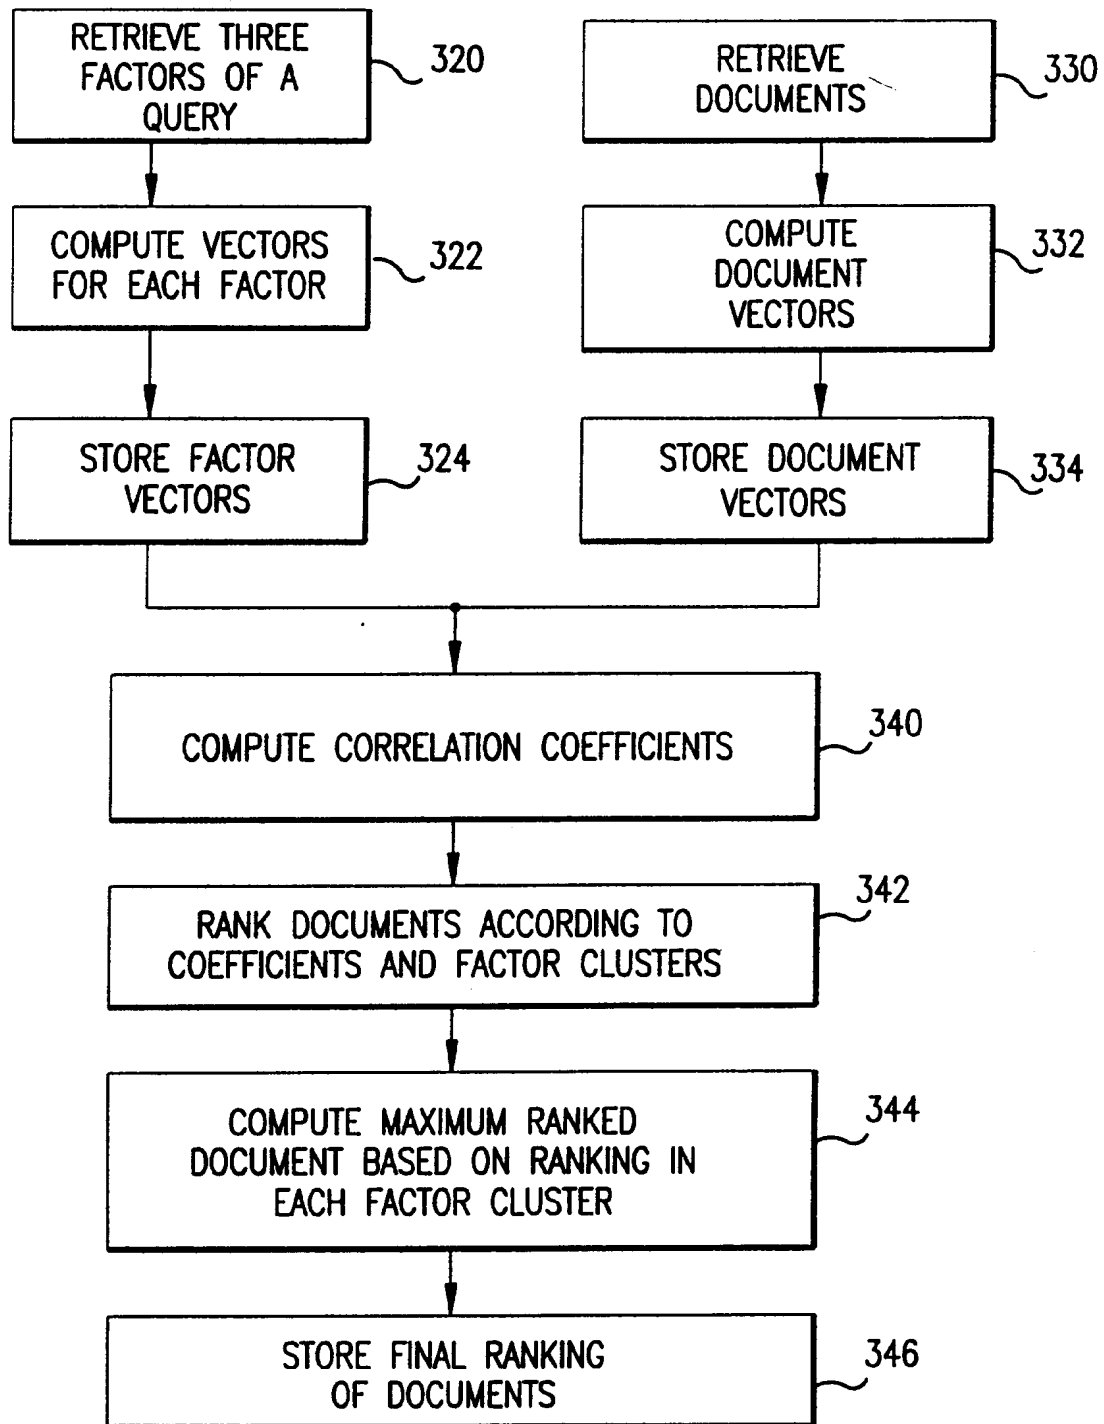 RETRIEVE THREE
FACTORS OF A
QUERY
320
COMPUTE VECTORS
FOR EACH FACTOR
322
STORE FACTOR
VECTORS
324
RETRIEVE
DOCUMENTS
330
COMPUTE
DOCUMENT
VECTORS
332
STORE DOCUMENT
VECTORS
334
COMPUTE CORRELATION COEFFICIENTS
340
RANK DOCUMENTS ACCORDING TO
COEFFICIENTS AND FACTOR CLUSTERS
342
COMPUTE MAXIMUM RANKED
DOCUMENT BASED ON RANKING IN
EACH FACTOR CLUSTER
344
STORE FINAL RANKING
OF DOCUMENTS
346